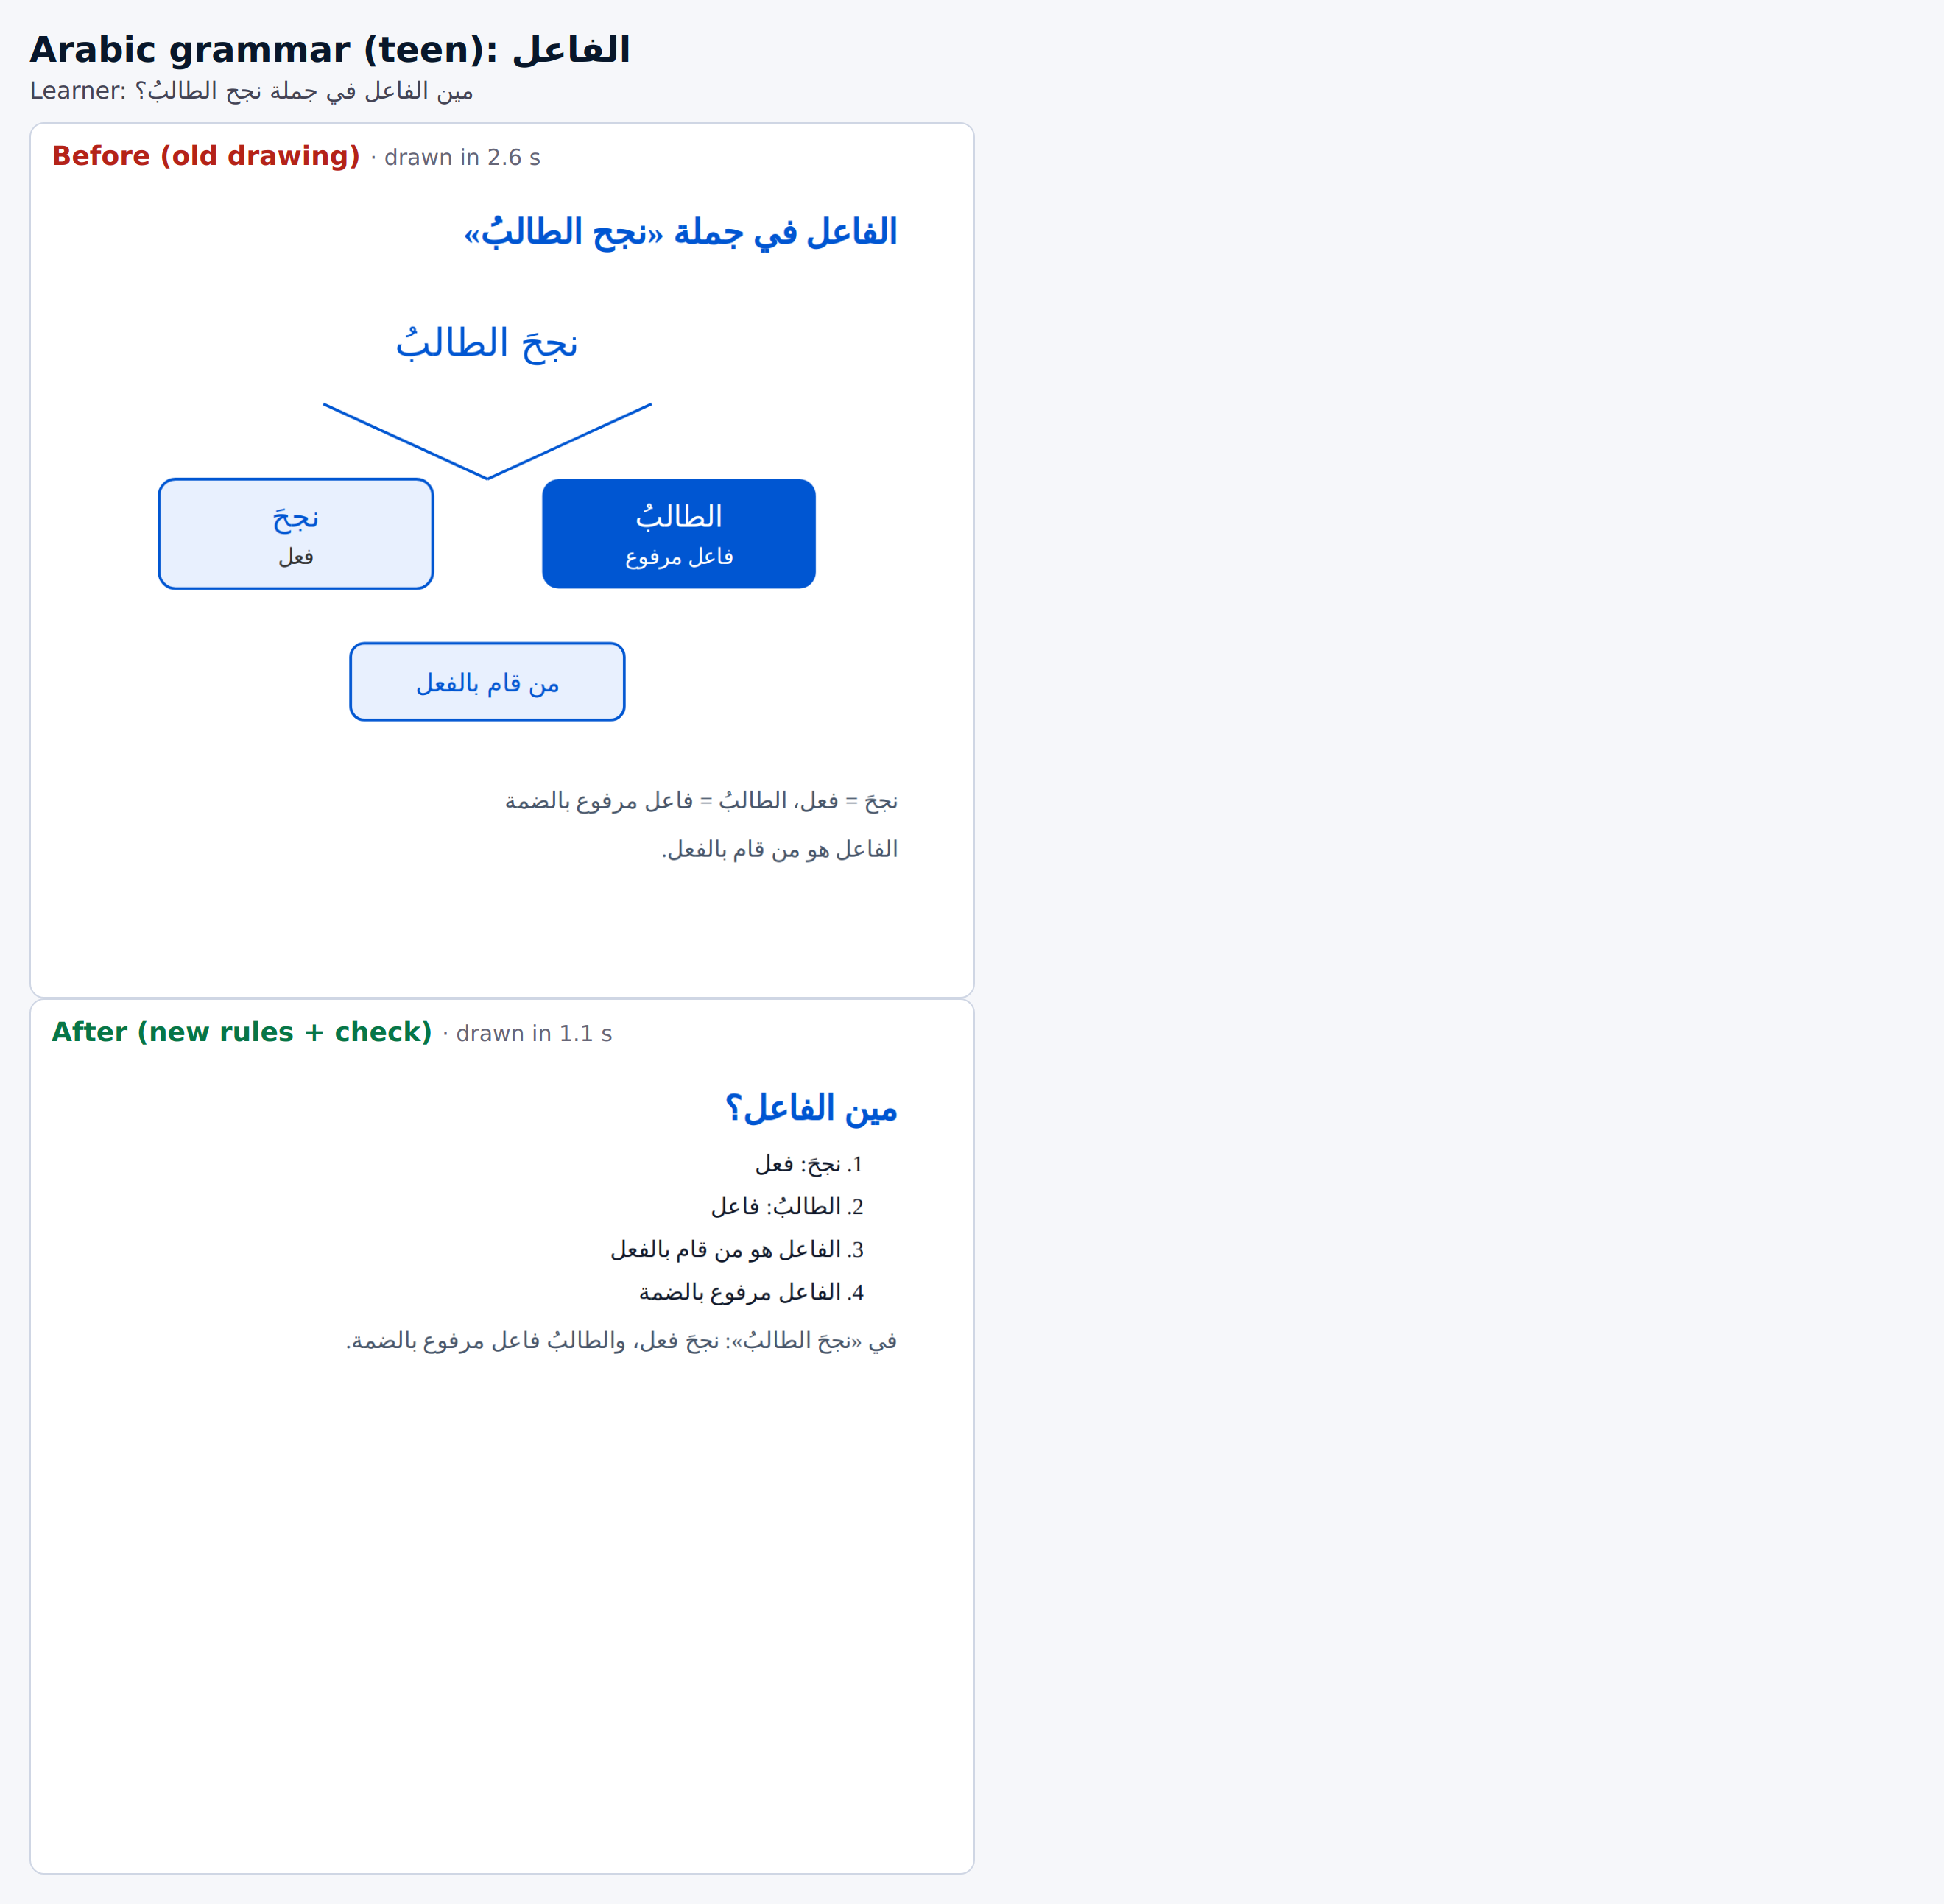 Arabic grammar (teen): الفاعل
Learner: مين الفاعل في جملة نجح الطالبُ؟
Before (old drawing) · drawn in 2.6 s
الفاعل في جملة «نجح الطالبُ»
نجحَ الطالبُ
الطالبُ
فاعل مرفوع
نجحَ
فعل
من قام بالفعل
نجحَ = فعل، الطالبُ = فاعل مرفوع بالضمة
الفاعل هو من قام بالفعل.
After (new rules + check) · drawn in 1.1 s
مين الفاعل؟
1. نجحَ: فعل
2. الطالبُ: فاعل
3. الفاعل هو من قام بالفعل
4. الفاعل مرفوع بالضمة
في «نجحَ الطالبُ»: نجحَ فعل، والطالبُ فاعل مرفوع بالضمة.